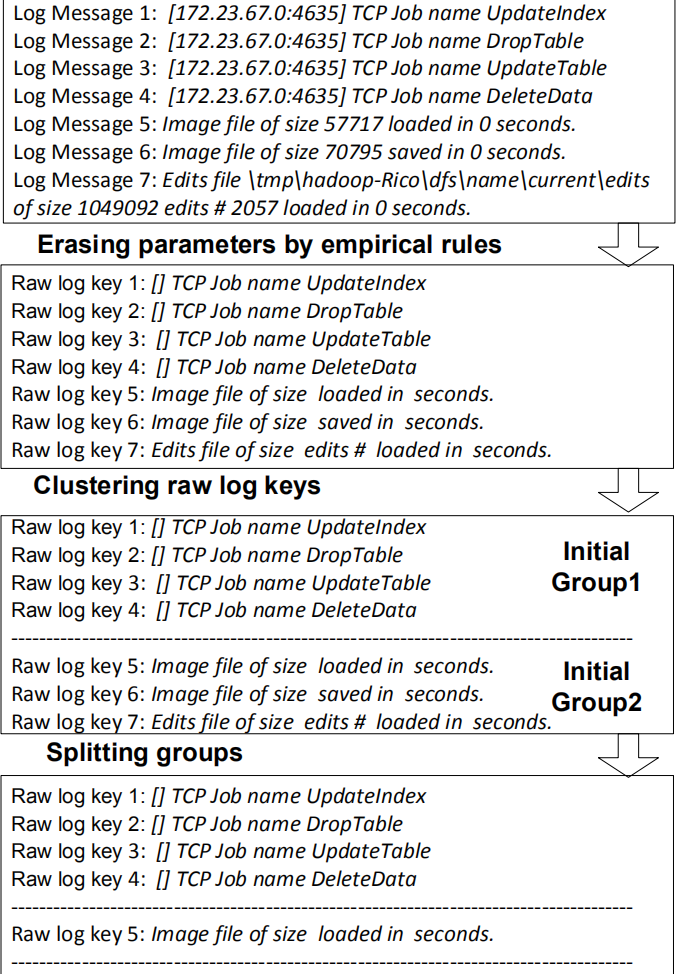 Log Message 1: [172.23.67.0:4635] TCP Job name UpdateIndex
Log Message 2: [172.23.67.0:4635] TCP Job name DropTable
Log Message 3: [172.23.67.0:4635] TCP Job name UpdateTable
Log Message 4: [172.23.67.0:4635] TCP Job name DeleteData
Log Message 5: Image file of size 57717 loaded in 0 seconds.
Log Message 6: Image file of size 70795 saved in 0 seconds.
Log Message 7: Edits file \tmp\hadoop-Rico\dfs\name\current\edits
of size 1049092 edits # 2057 loaded in 0 seconds.
Erasing parameters by empirical rules
Raw log key 1: [] TCP Job name UpdateIndex
Raw log key 2: [] TCP Job name DropTable
Raw log key 3: [] TCP Job name UpdateTable
Raw log key 4: [] TCP Job name DeleteData
Raw log key 5: Image file of size loaded in seconds.
Raw log key 6: Image file of size saved in seconds.
Raw log key 7: Edits file of size edits # loaded in seconds.
Clustering raw log keys
Raw log key 1: [] TCP Job name UpdateIndex
Raw log key 2: [] TCP Job name DropTable
Raw log key 3: [] TCP Job name UpdateTable
Raw log key 4: [] TCP Job name DeleteData
Initial
Group1
Raw log key 5: Image file of size loaded in seconds.
Raw log key 6: Image file of size saved in seconds.
Raw log key 7: Edits file of size edits # loaded in seconds.
Initial
Group2
Splitting groups
Raw log key 1: [] TCP Job name UpdateIndex
Raw log key 2: [] TCP Job name DropTable
Raw log key 3: [] TCP Job name UpdateTable
Raw log key 4: [] TCP Job name DeleteData
Raw log key 5: Image file of size loaded in seconds.